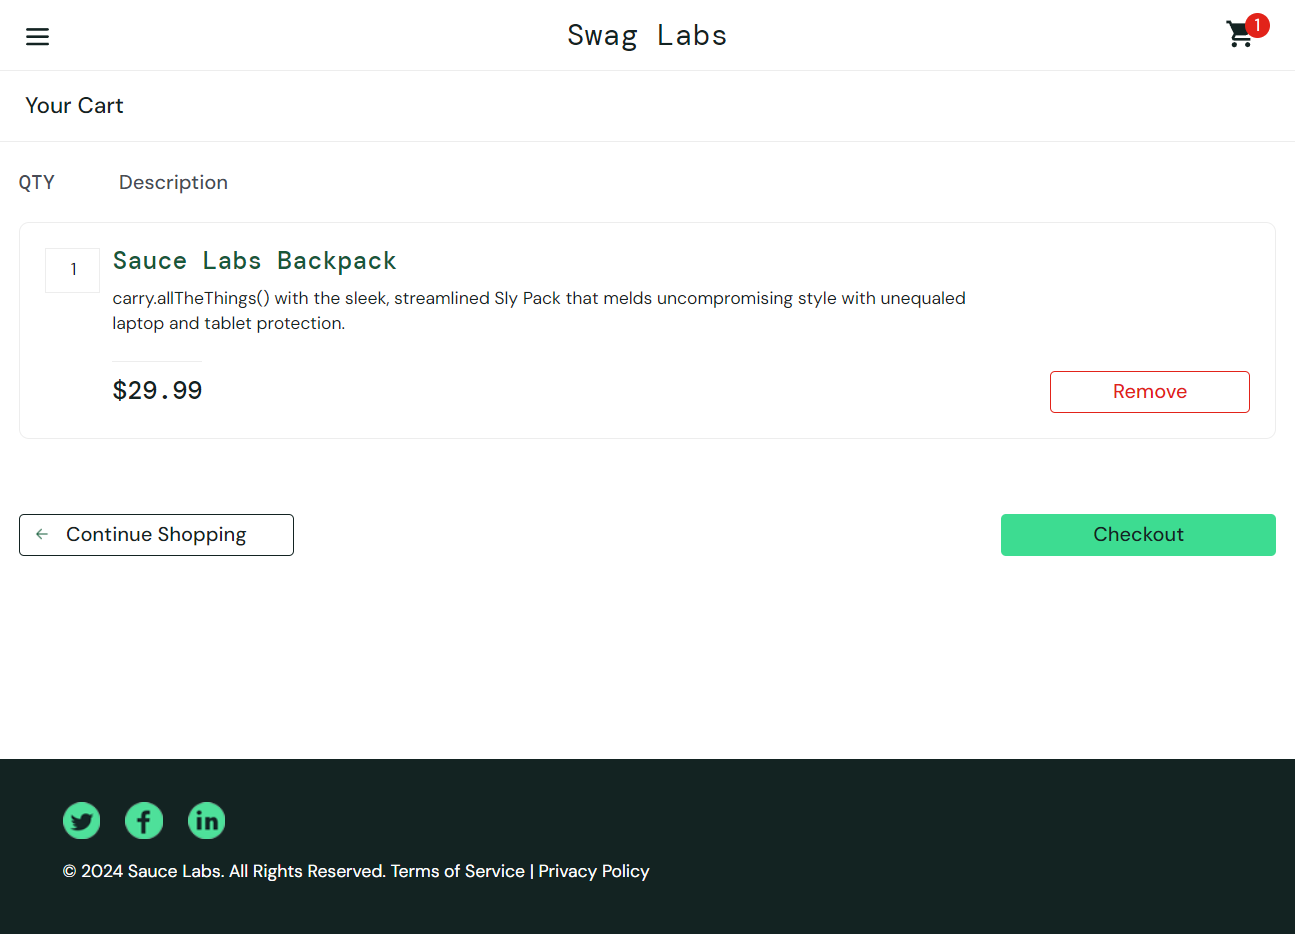 Swag Labs
1
Your Cart
QTY Description
1
Sauce Labs Backpack
carry.allTheThings() with the sleek, streamlined Sly Pack that melds uncompromising style with unequaled
laptop and tablet protection.
$29.99
Remove
Continue Shopping
Checkout
© 2024 Sauce Labs. All Rights Reserved. Terms of Service | Privacy Policy